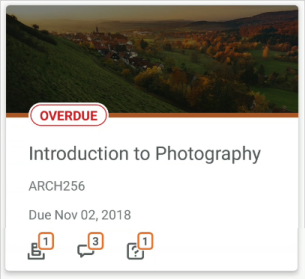 OVERDUE
Introduction to Photography
ARCH256
Due Nov 02, 2018
1 3 1